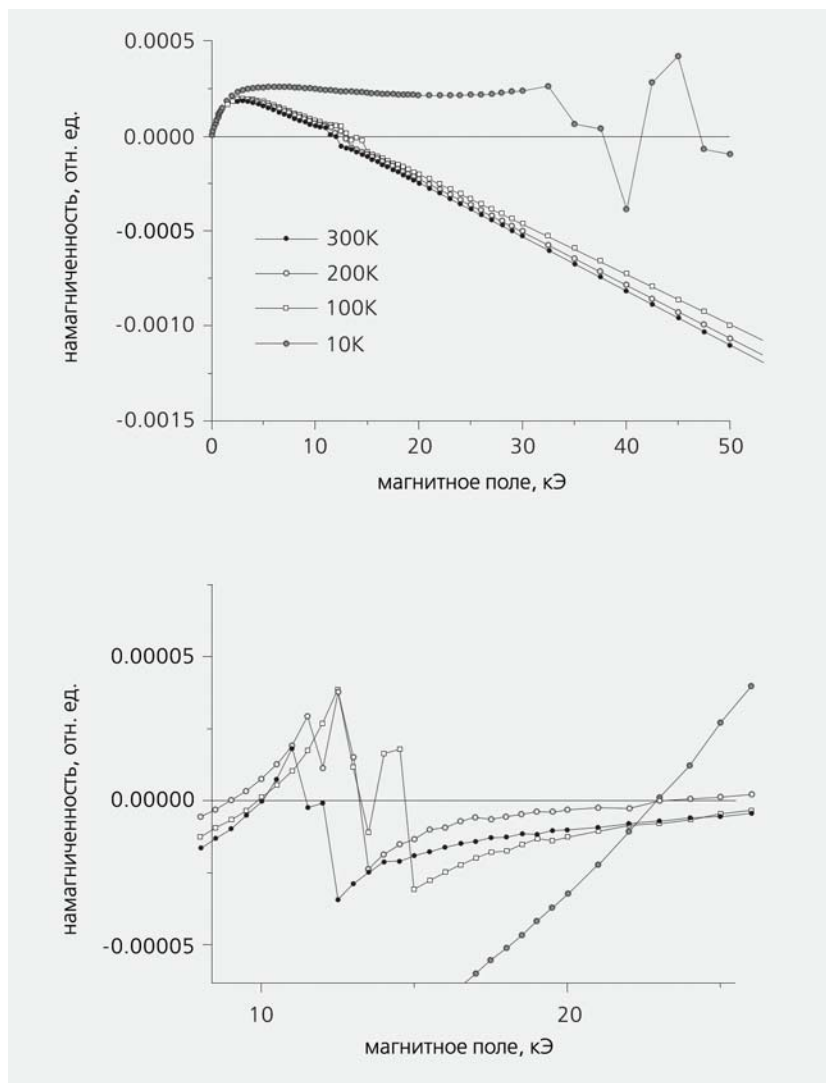 0.0005
0.0000
-0.0005
-0.0010
-0.0015
намагниченность, отн. ед.
300K
200K
100K
10K
0 10 20 30 40 50
магнитное поле, кЭ
0.00005
0.00000
-0.00005
намагниченность, отн. ед.
10 20
магнитное поле, кЭ